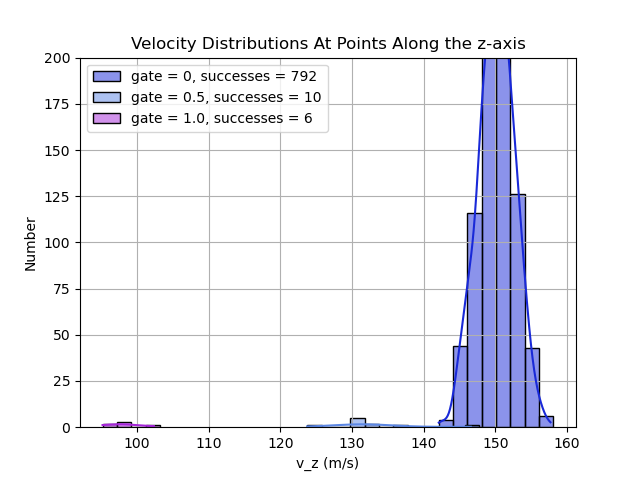 Velocity Distributions At Points Along the z-axis
gate = 0, successes = 792
gate = 0.5, successes = 10
gate = 1.0, successes = 6
200
175
150
125
100
75
50
25
0
Number
100 110 120 130 140 150 160
v_z (m/s)